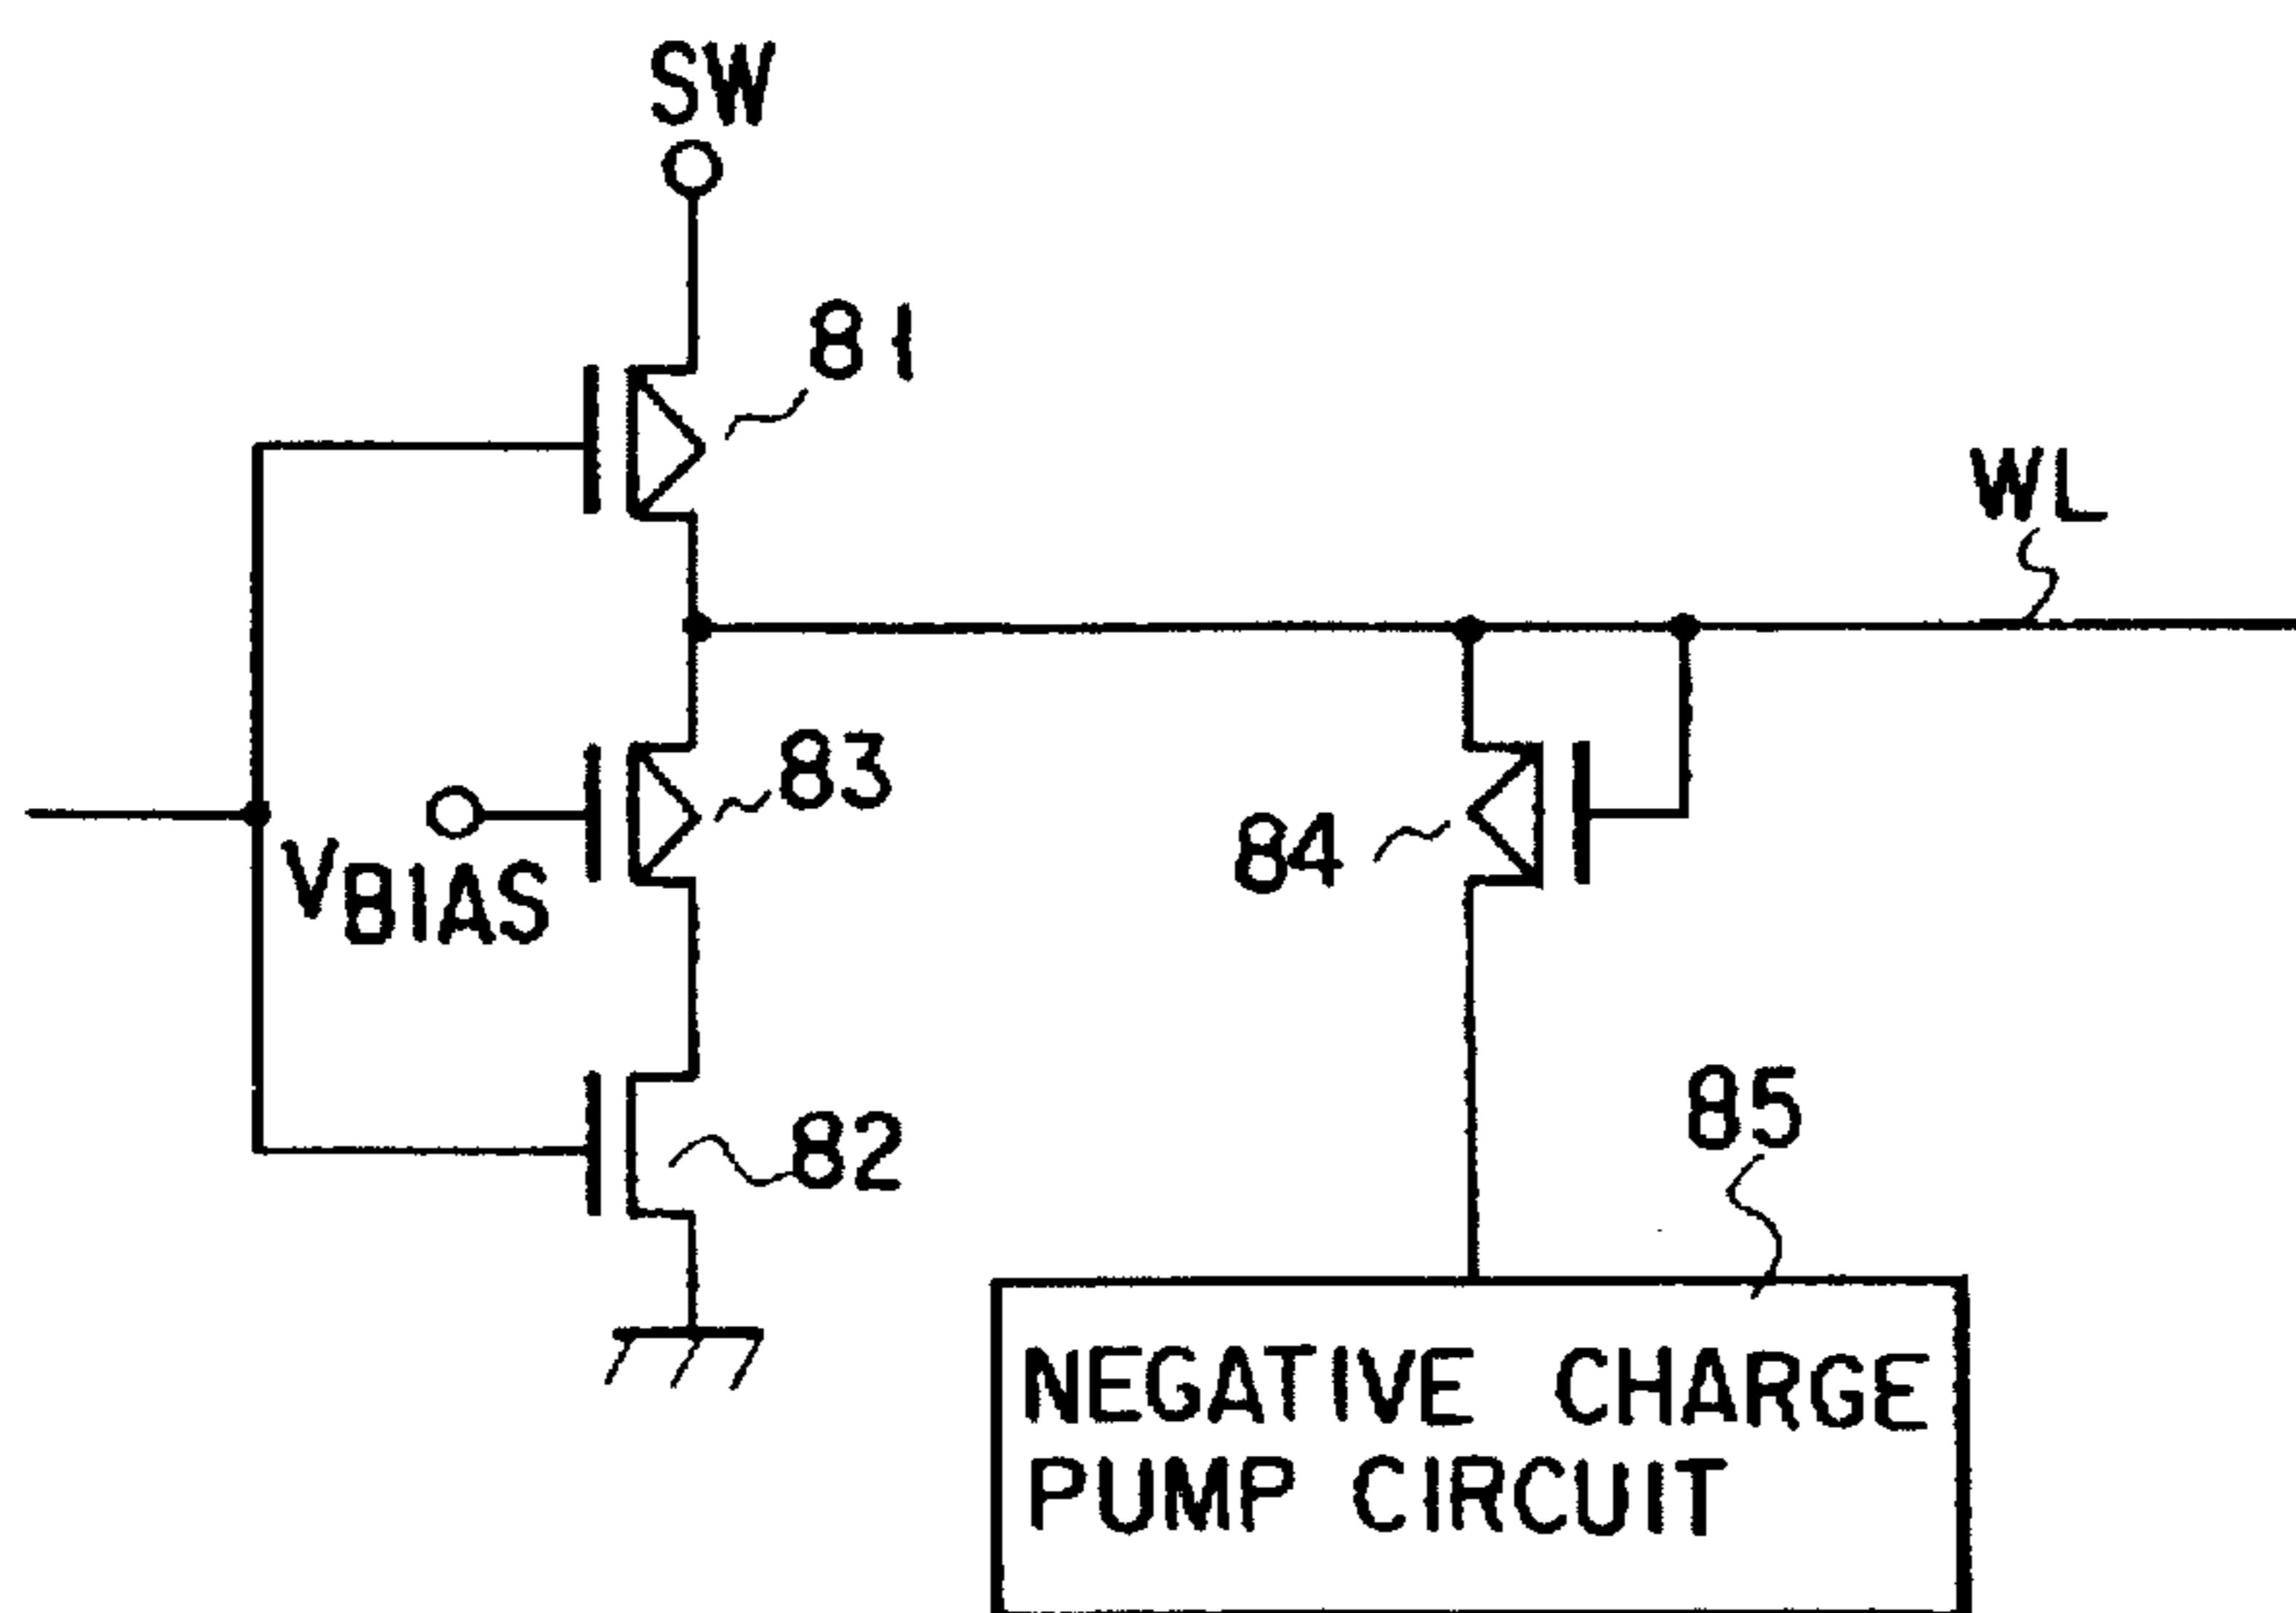 SW
81
WL
83
VBIAS
84
85
82
NEGATIVE CHARGE
PUMP CIRCUIT